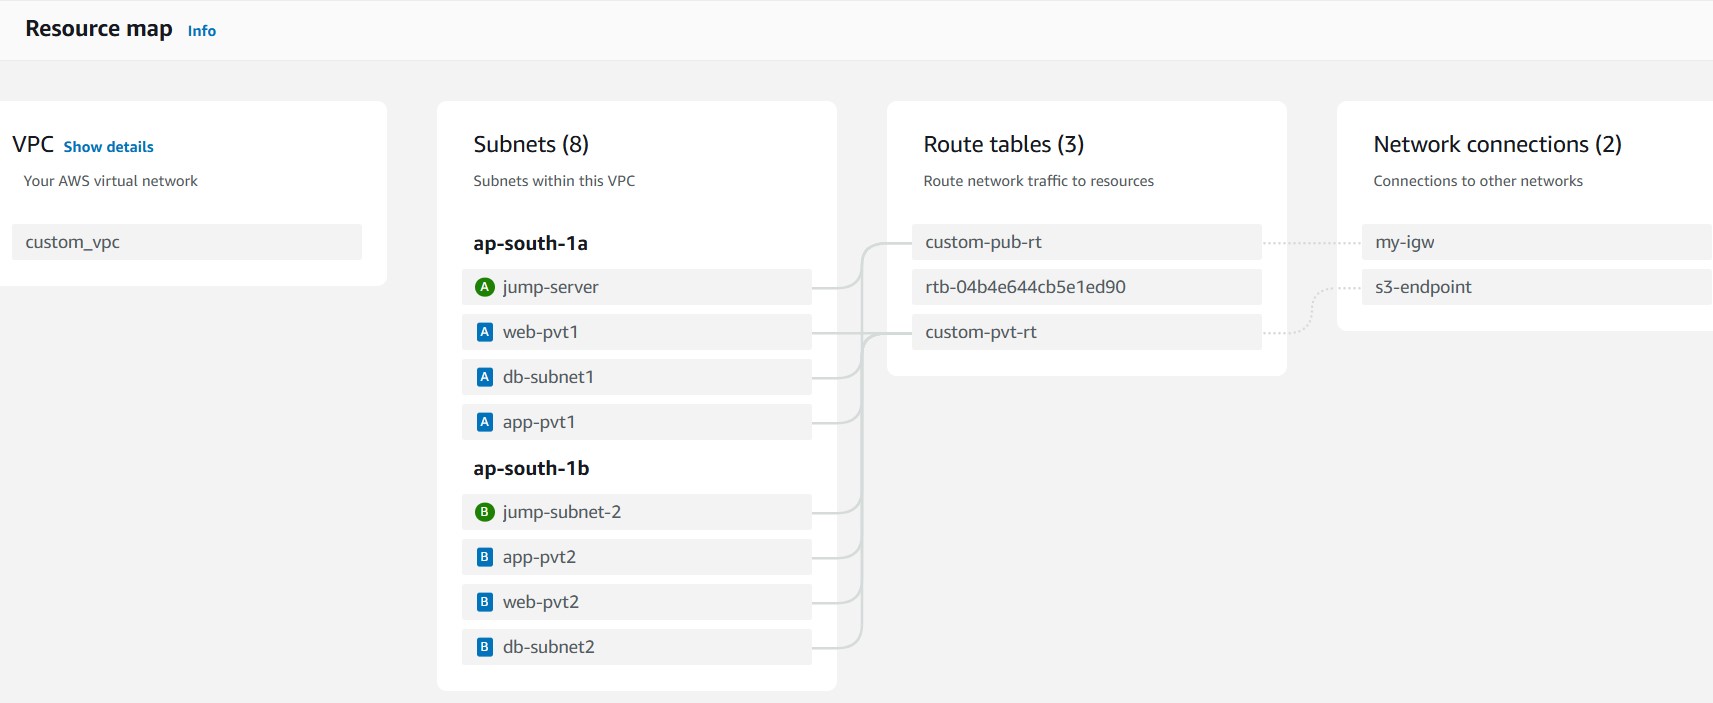 Resource map Info
VPC Show details
Your AWS virtual network
custom_vpc
Subnets (8)
Subnets within this VPC
ap-south-1a
A jump-server
A web-pvt1
A db-subnet1
A app-pvt1
ap-south-1b
B jump-subnet-2
B app-pvt2
B web-pvt2
B db-subnet2
Route tables (3)
Route network traffic to resources
custom-pub-rt
rtb-04b4e644cb5e1ed90
custom-pvt-rt
Network connections (2)
Connections to other networks
my-igw
s3-endpoint